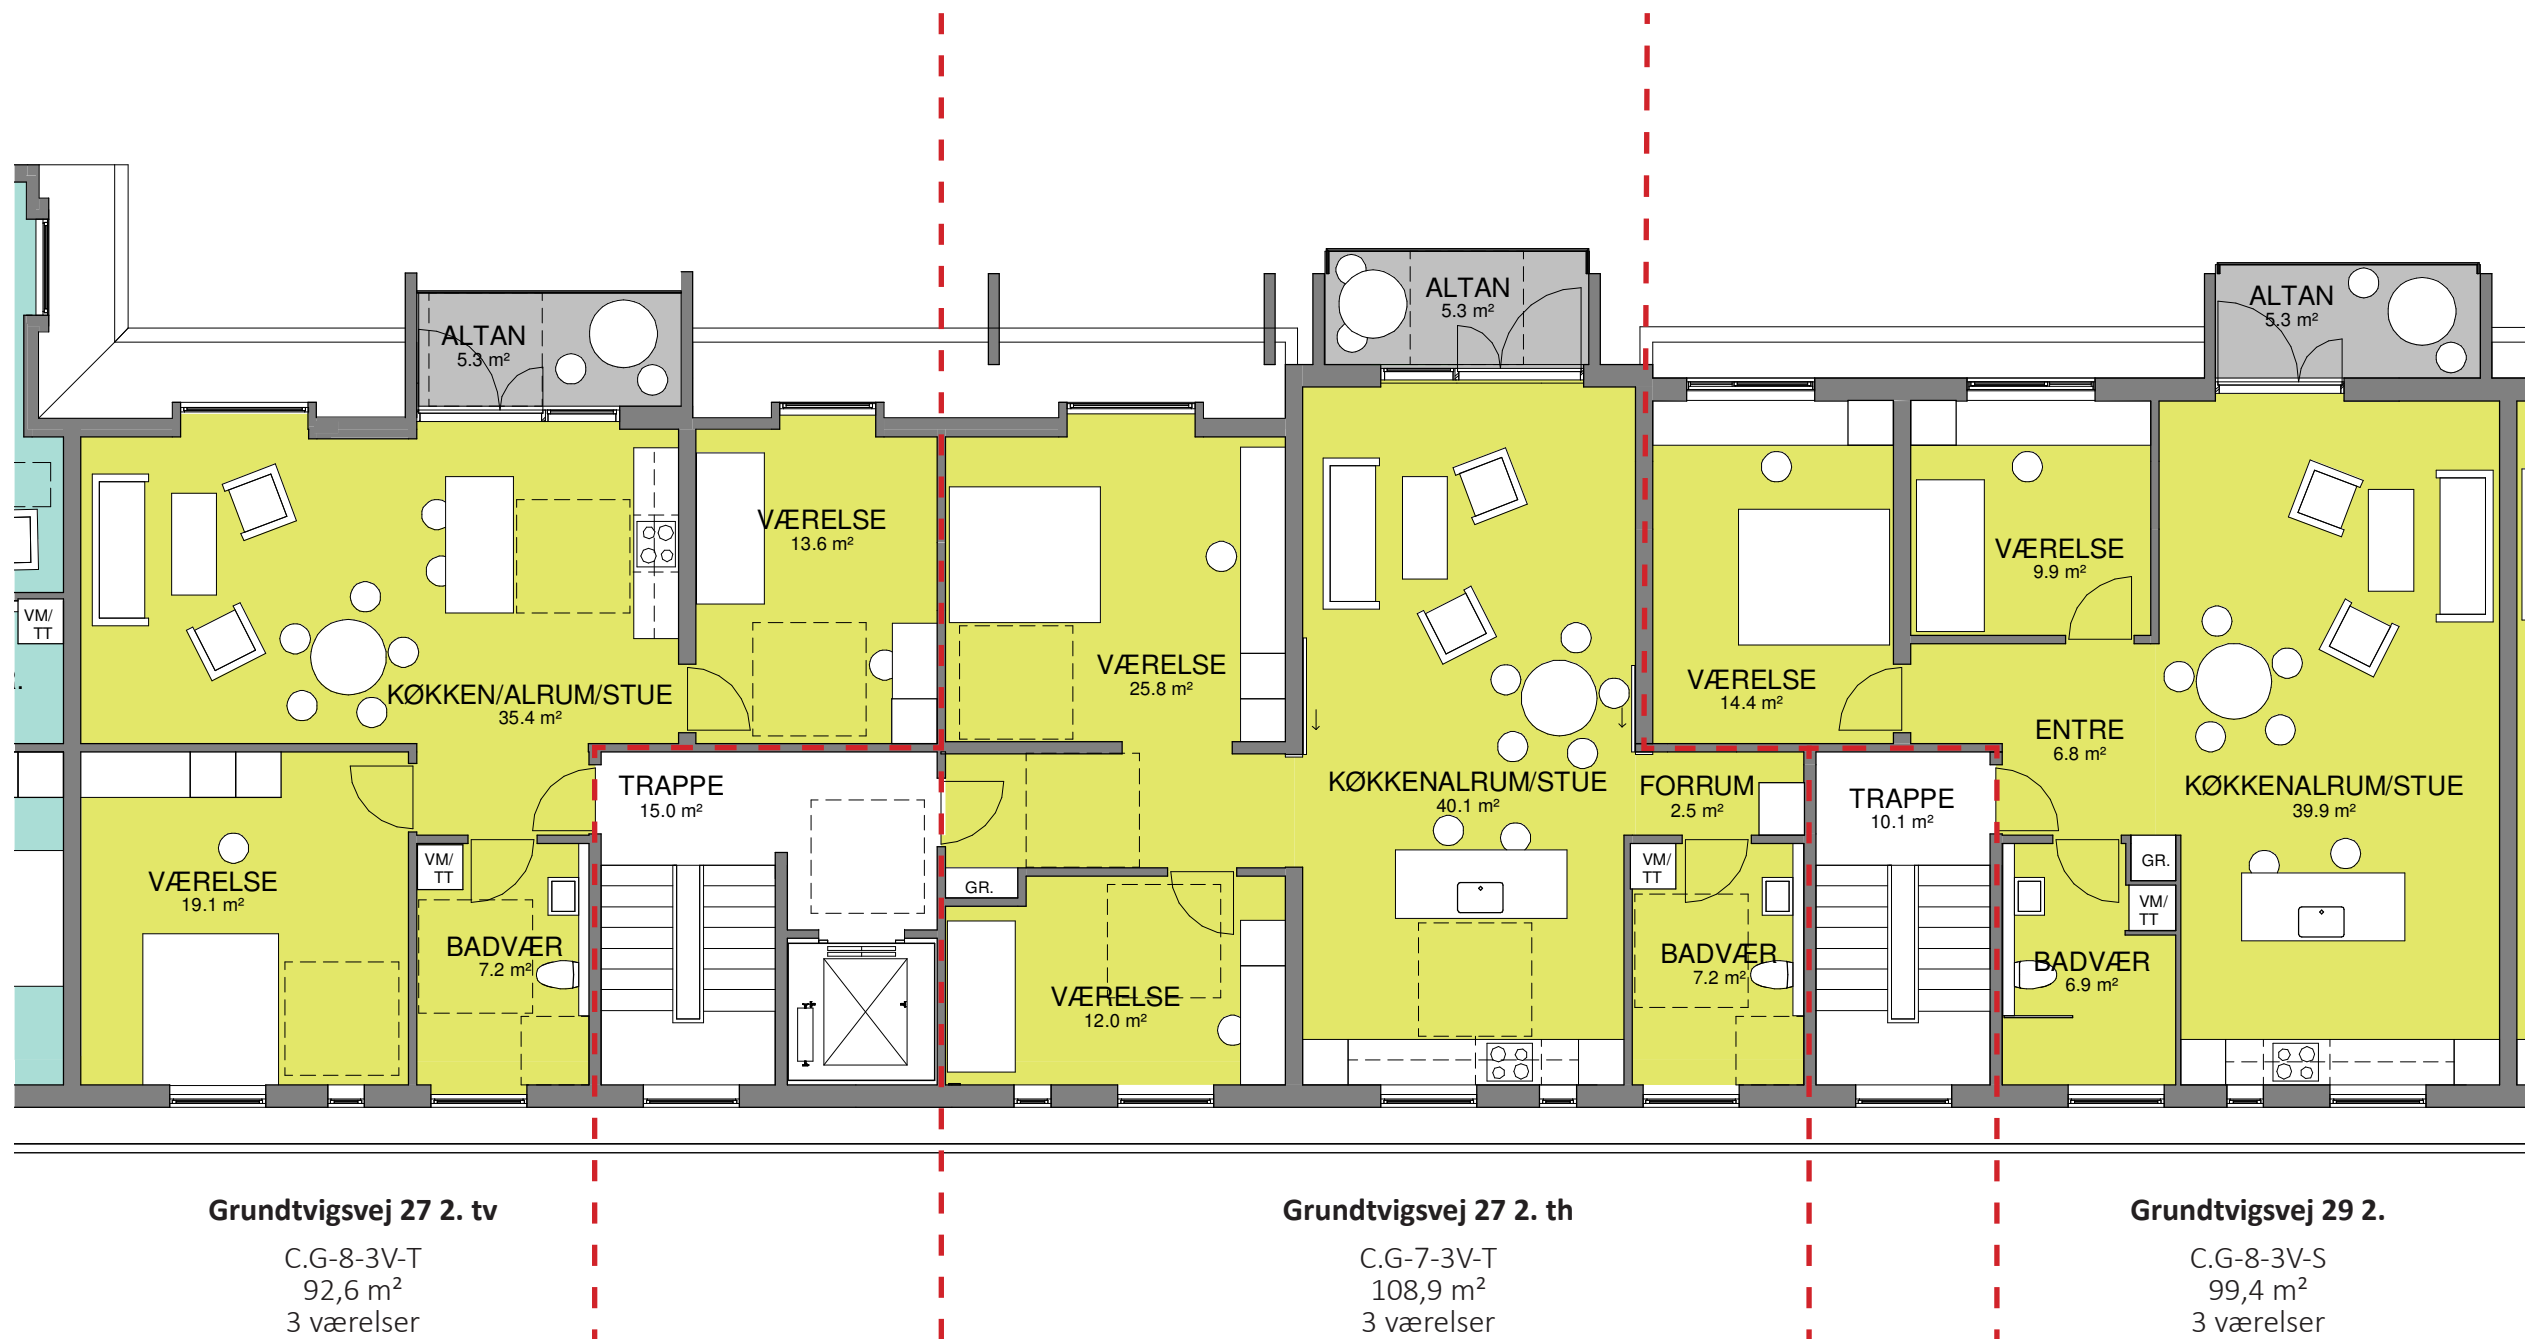 ALTAN
5.3 m²
ALTAN
5.3 m²
ALTAN
5.3 m²
VÆRELSE
13.6 m²
VÆRELSE
9.9 m²
VM/
TT
KØKKEN/ALRUM/STUE
35.4 m²
VÆRELSE
25.8 m²
VÆRELSE
14.4 m²
ENTRE
6.8 m²
TRAPPE
15.0 m²
KØKKENALRUM/STUE
40.1 m²
FORRUM
2.5 m²
TRAPPE
10.1 m²
KØKKENALRUM/STUE
39.9 m²
VM/
TT
VÆRELSE
19.1 m²
GR.
VM/
TT
GR.
VM/
TT
BADVÆR
7.2 m²
VÆRELSE
12.0 m²
BADVÆR
7.2 m²
BADVÆR
6.9 m²
Grundtvigsvej 27 2. tv
C.G-8-3V-T
92,6 m²
3 værelser
Grundtvigsvej 27 2. th
C.G-7-3V-T
108,9 m²
3 værelser
Grundtvigsvej 29 2.
C.G-8-3V-S
99,4 m²
3 værelser